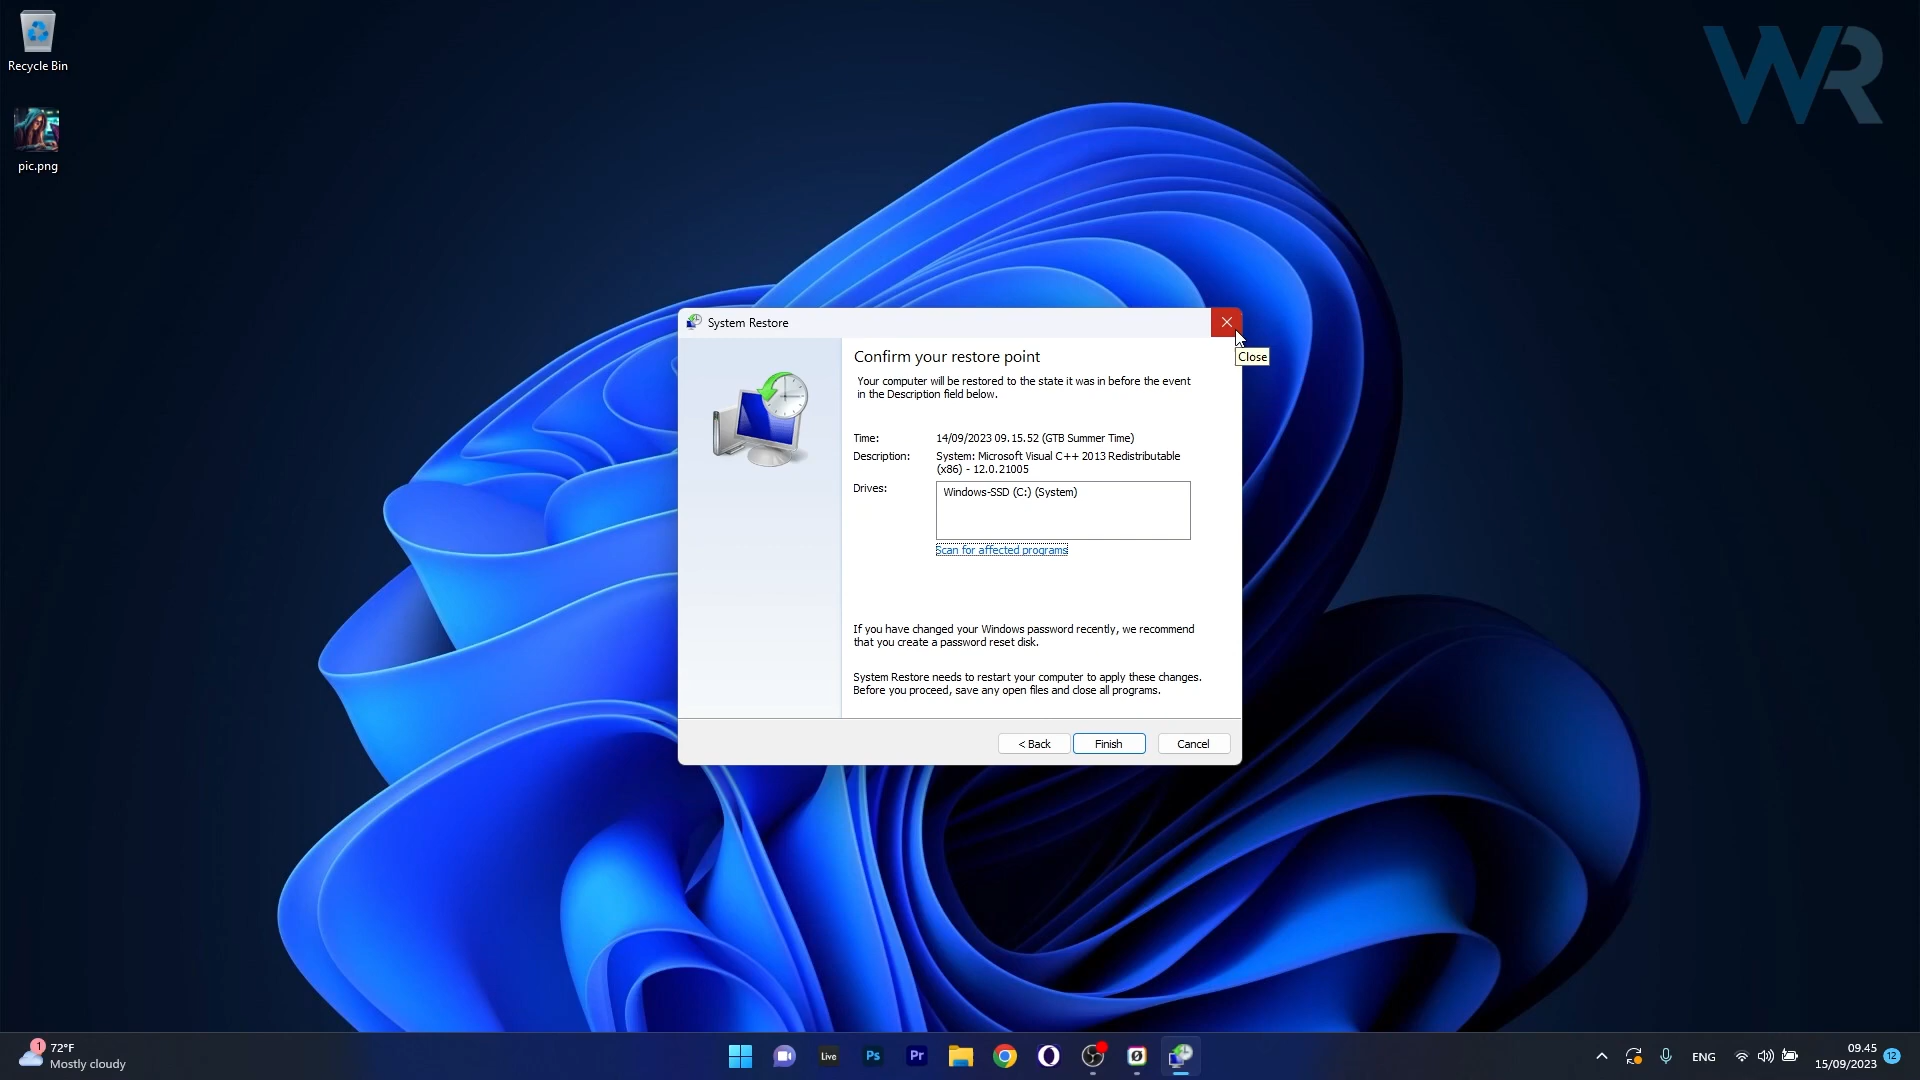 Recycle Bin
WR
pic.png
System Restore
Close
Confirm your restore point
Your computer will be restored to the state it was in before the event
in the Description field below.
Time: 14/09/2023 09.15.52 (GTB Summer Time)
Description: System: Microsoft Visual C++ 2013 Redistributable
(x86) - 12.0.21005
Drives: Windows-SSD (C:) (System)
Scan for affected programs
If you have changed your Windows password recently, we recommend
that you create a password reset disk.
System Restore needs to restart your computer to apply these changes.
Before you proceed, save any open files and close all programs.
< Back Finish Cancel
1 72°F
Mostly cloudy
Live Ps Pr
ENG
09.45
15/09/2023
12